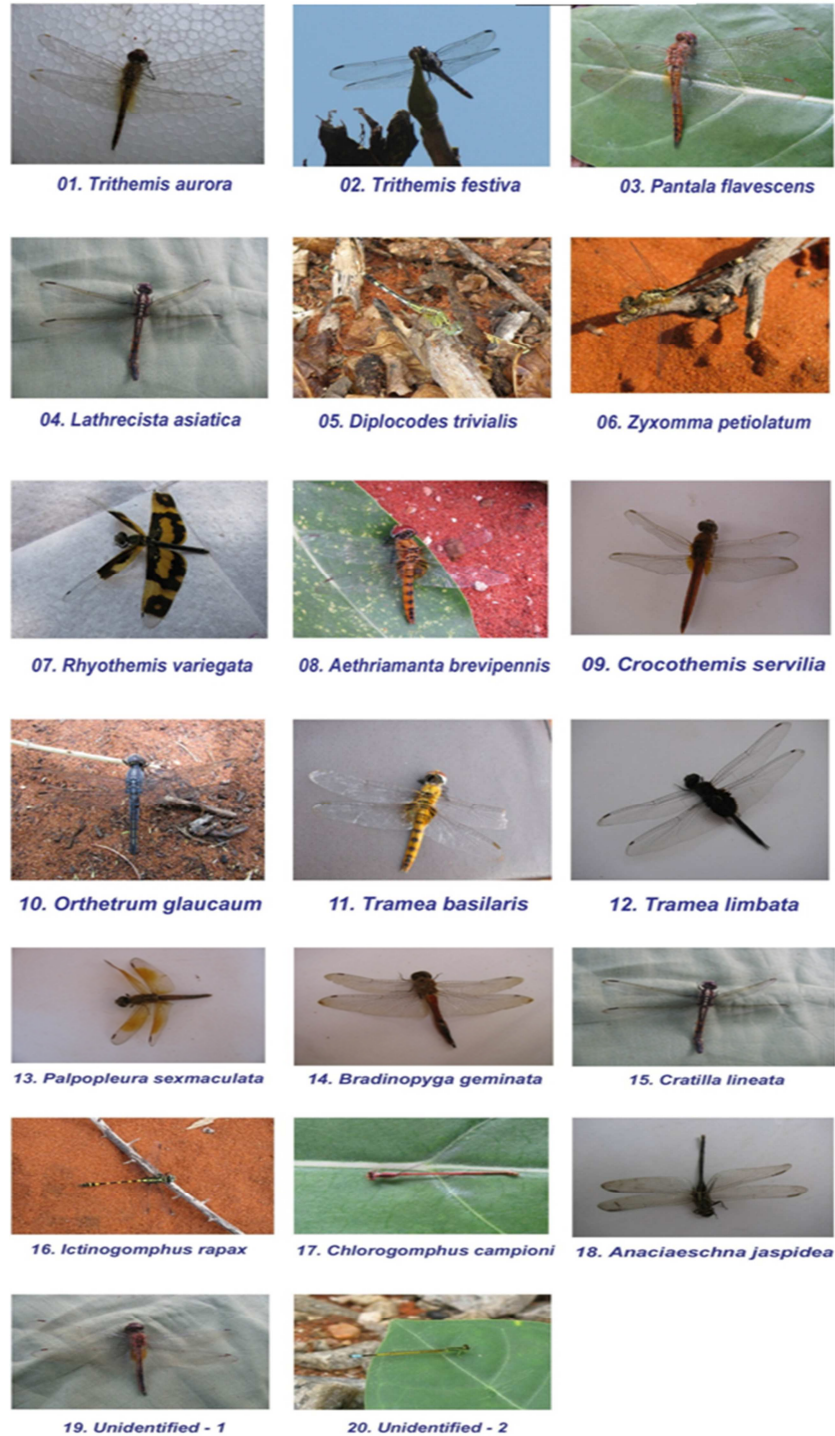 01. Trithemis aurora
02. Trithemis festiva
03. Pantala flavescens
04. Lathrecista asiatica
05. Diplocodes trivialis
06. Zyxomma petiolatum
07. Rhyothemis variegata
08. Aethriamanta brevipennis
09. Crocothemis servilia
10. Orthetrum glaucaum
11. Tramea basilaris
12. Tramea limbata
13. Palpopleura sexmaculata
14. Bradinopyga geminata
15. Cratilla lineata
16. Ictinogomphus rapax
17. Chlorogomphus campioni
18. Anaciaeschna jaspidea
19. Unidentified - 1
20. Unidentified - 2